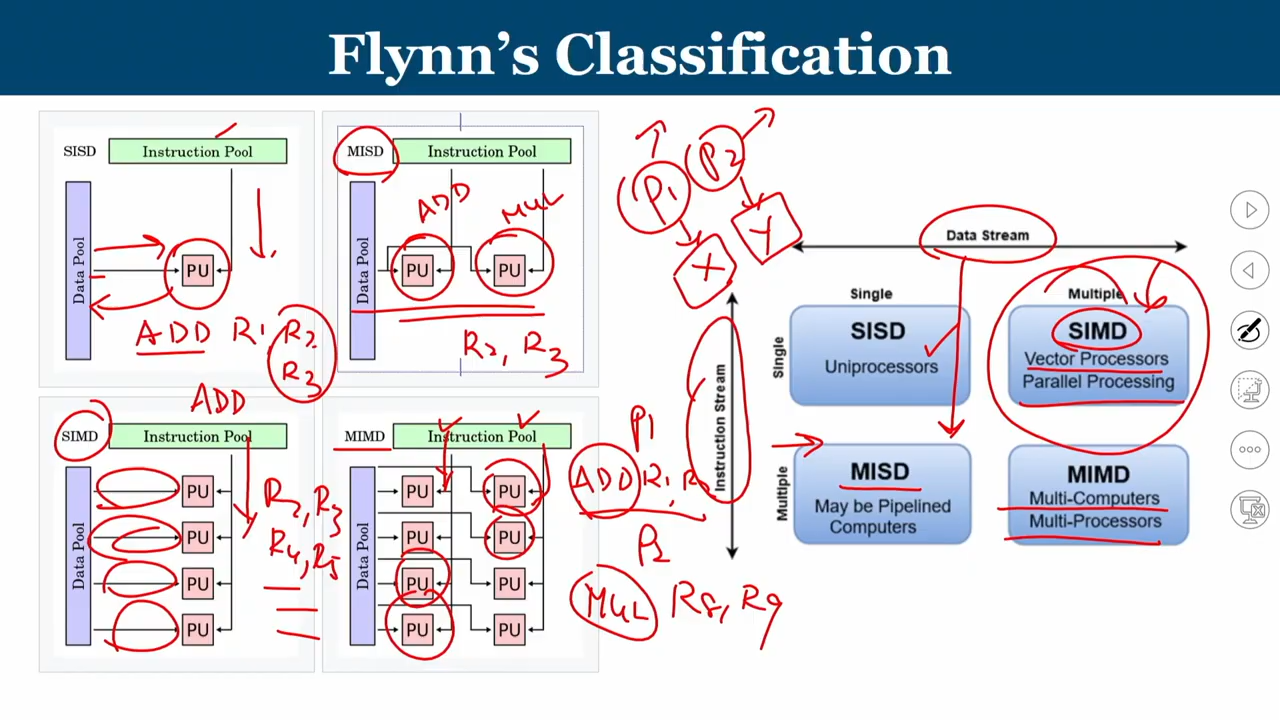 Flynn's Classification
SISD
Instruction Pool
Data Pool
PU
ADD R1, R2
R3
MISD
Instruction Pool
Data Pool
ADD
MUL
PU
PU
R2, R3
ADD
SIMD
Instruction Pool
Data Pool
PU
PU
PU
PU
R2, R3
R4, R5
MIMD
Instruction Pool
Data Pool
PU
PU
PU
PU
PU
PU
PU
PU
P1
P2
X
Y
P1
ADD R1,
P2
MUL R8, R9
Data Stream
Single
Multiple
Instruction Stream
Single
Multiple
SISD
Uniprocessors
SIMD
Vector Processors
Parallel Processing
MISD
May be Pipelined
Computers
MIMD
Multi-Computers
Multi-Processors